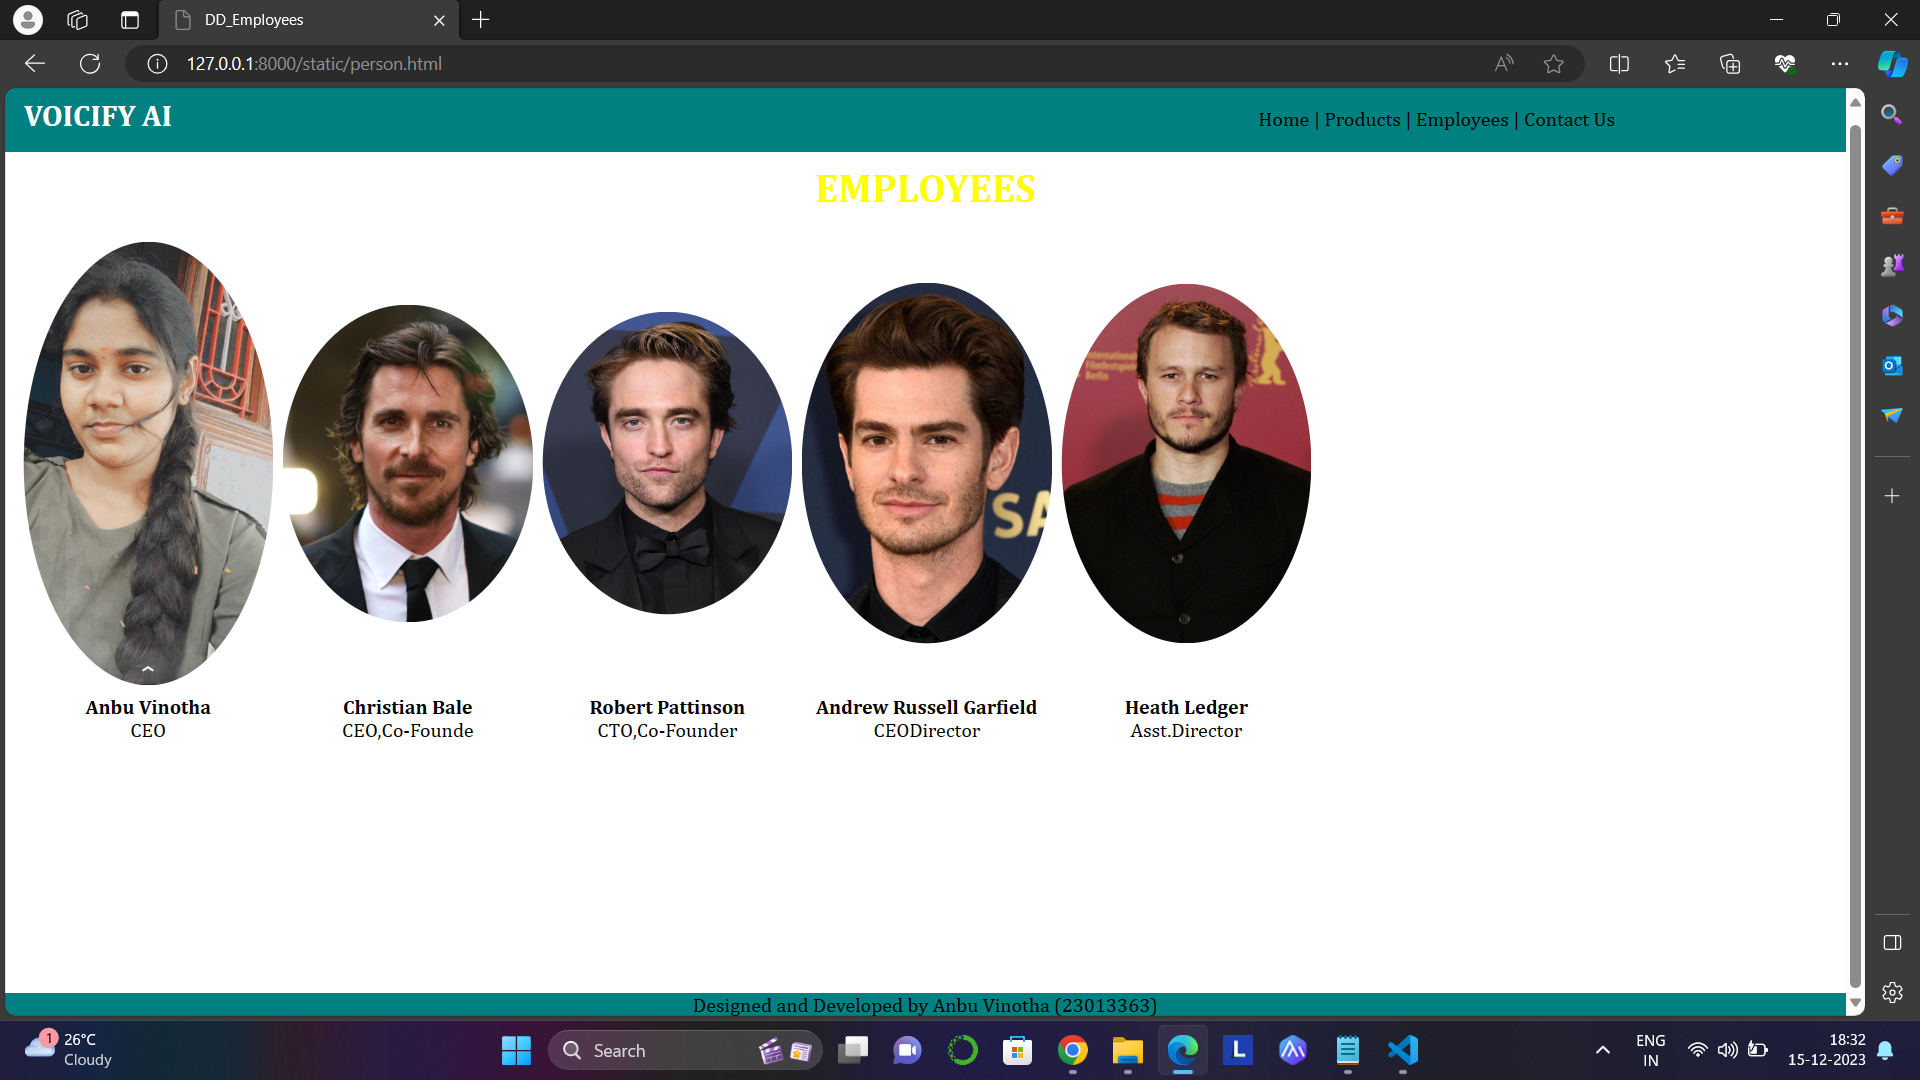 DD_Employees
127.0.0.1:8000/static/person.html
VOICIFY AI
Home | Products | Employees | Contact Us
EMPLOYEES
International
Filmfestspiele
Berlin
SA
Anbu Vinotha
CEO
Christian Bale
CEO,Co-Founde
Robert Pattinson
CTO,Co-Founder
Andrew Russell Garfield
CEODirector
Heath Ledger
Asst.Director
Designed and Developed by Anbu Vinotha (23013363)
1
26°C
Cloudy
Search
L
ENG
IN
18:32
15-12-2023